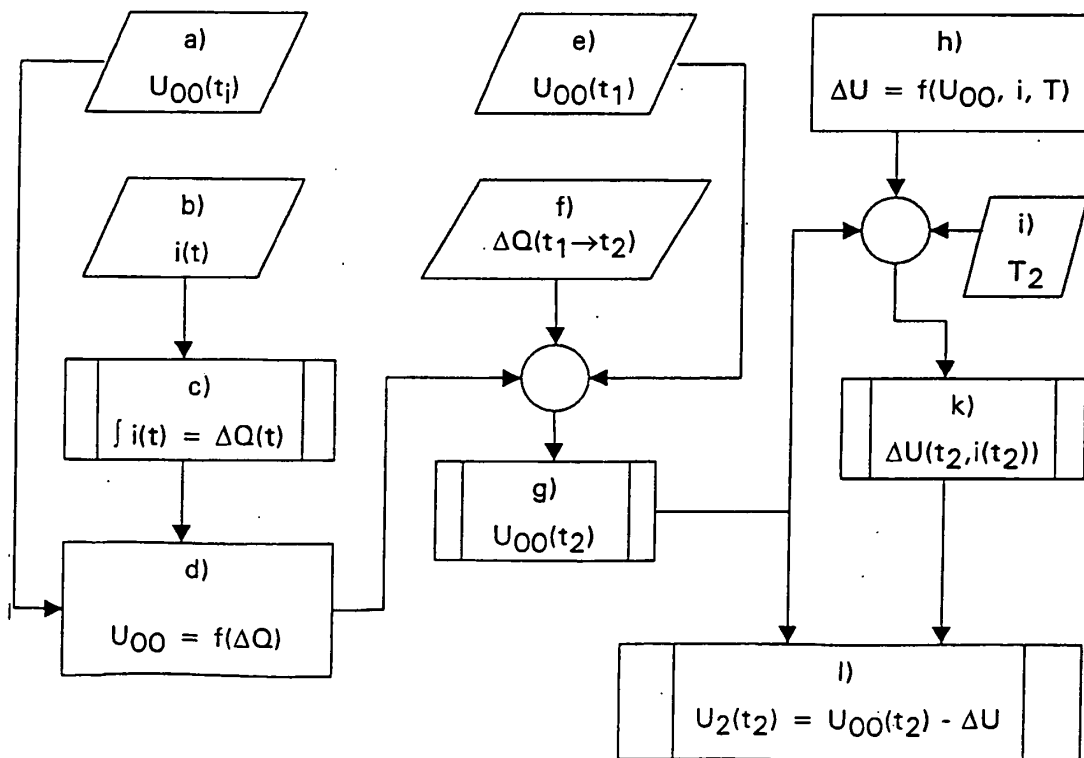 a)
U00(ti)
b)
i(t)
c)
∫ i(t) = ΔQ(t)
d)
U00 = f(ΔQ)
e)
U00(t1)
f)
ΔQ(t1→t2)
g)
U00(t2)
h)
ΔU = f(U00, i, T)
i)
T2
k)
ΔU(t2,i(t2))
l)
U2(t2) = U00(t2) - ΔU